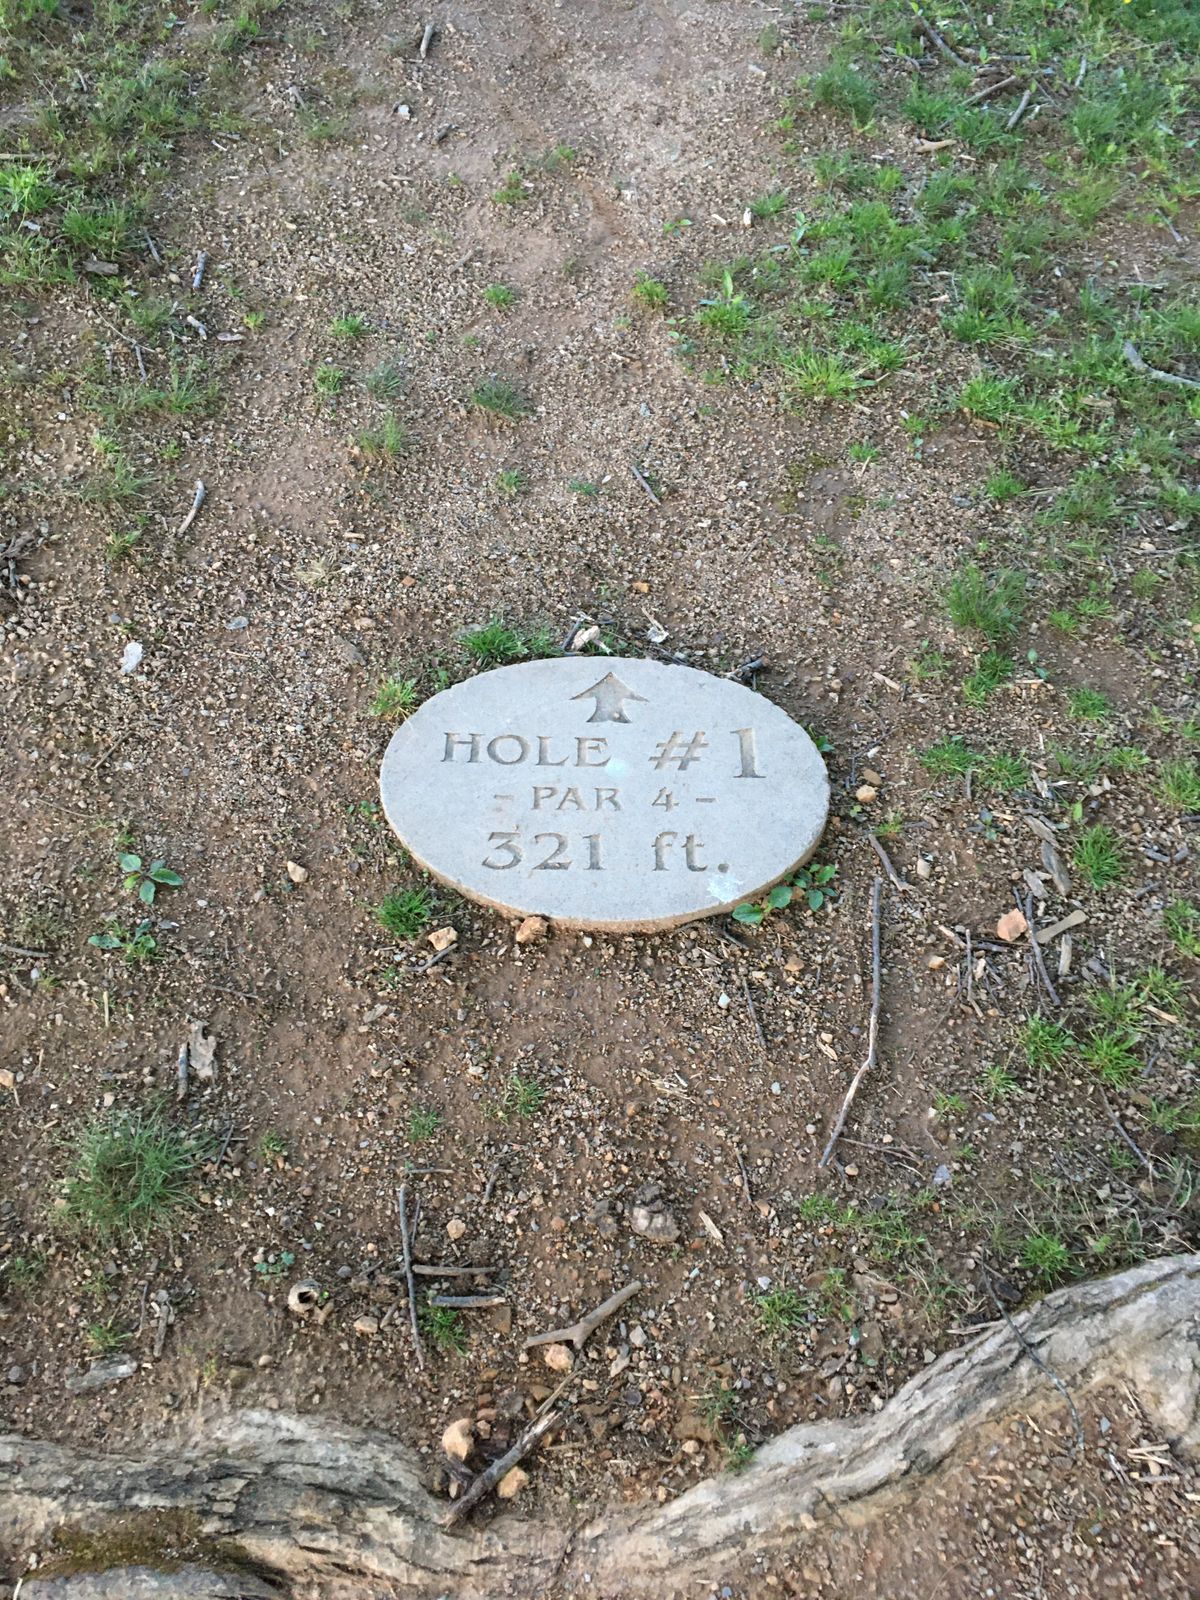 HOLE #1
- PAR 4 -
321 ft.